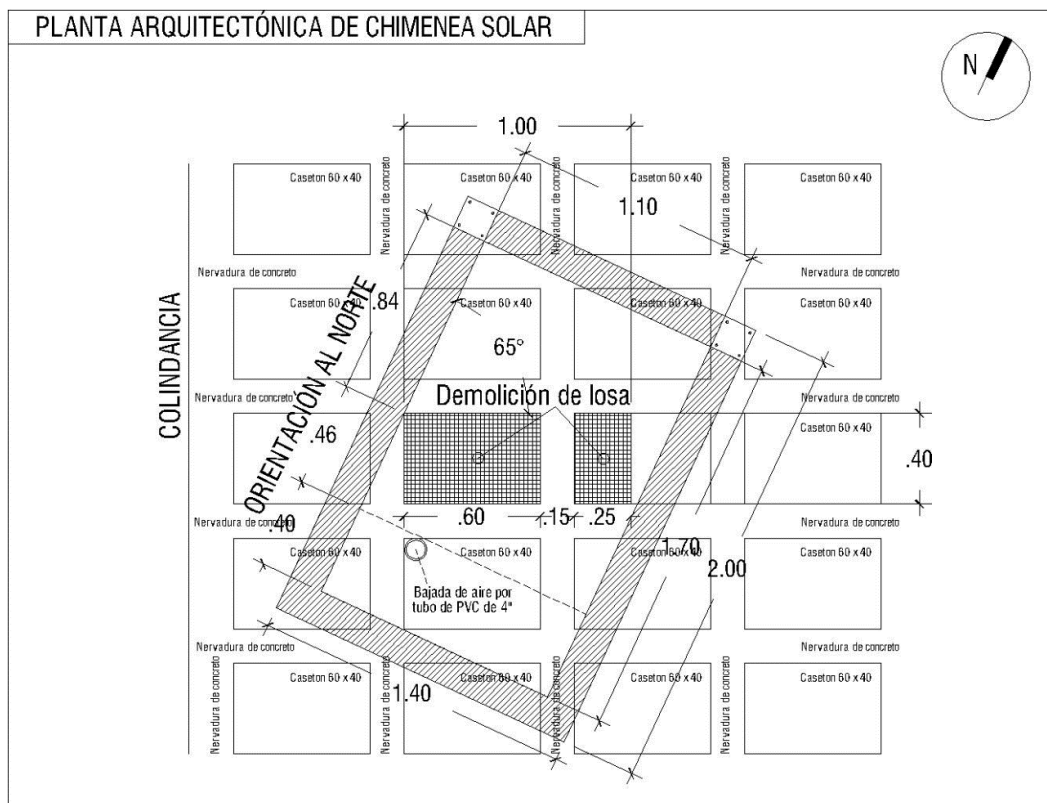 PLANTA ARQUITECTÓNICA DE CHIMENEA SOLAR
N
1.00
Caseton 60 x 40
Nervadura de concreto
Caseton 60 x 40
Nervadura de concreto
Caseton 60 x 40
Nervadura de concreto
Caseton 60 x 40
1.10
Nervadura de concreto
Nervadura de concreto
COLINDANCIA
ORIENTACIÓN AL NORTE
Caseton 60 x 40
.84
Caseton 60 x 40
Caseton 60 x 40
Caseton 60 x 40
65°
Nervadura de concreto
Demolición de losa
Nervadura de concreto
Caseton 60 x 40
.46
.40
.60
.15
.25
Nervadura de concreto
.40
Nervadura de concreto
Caseton 60 x 40
Caseton 60 x 40
Caseton 60 x 40
Caseton 60 x 40
1.70
2.00
Bajada de aire por
tubo de PVC de 4"
Nervadura de concreto
Nervadura de concreto
Nervadura de concreto
Caseton 60 x 40
Nervadura de concreto
Caseton 60 x 40
Nervadura de concreto
Caseton 60 x 40
Nervadura de concreto
Caseton 60 x 40
1.40